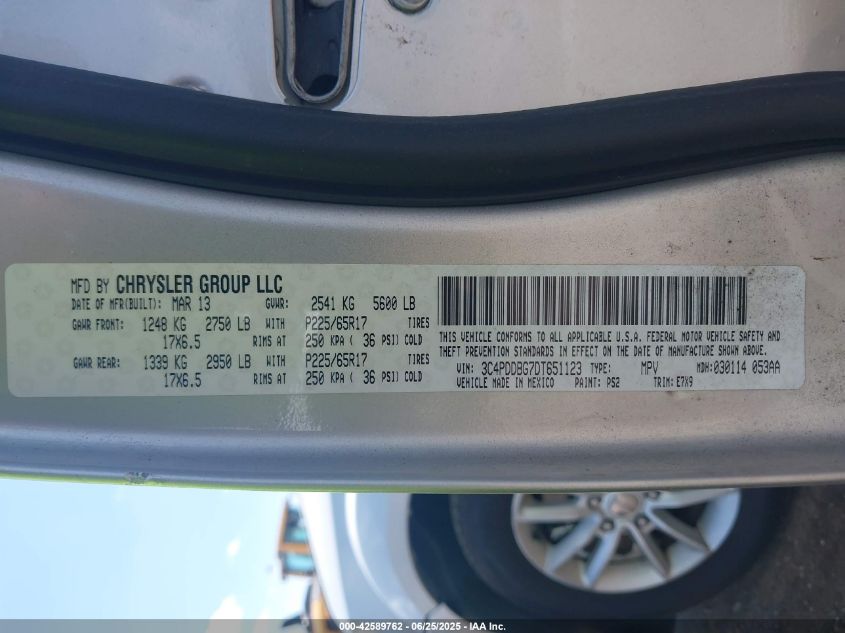 MFD BY CHRYSLER GROUP LLC
DATE OF MFR(BUILT): MAR 13 GVWR: 2541 KG 5600 LB
GAWR FRONT: 1248 KG 2750 LB WITH P225/65R17 TIRES
17X6.5 RIMS AT 250 KPA ( 36 PSI) COLD
GAWR REAR: 1339 KG 2950 LB WITH P225/65R17 TIRES
17X6.5 RIMS AT 250 KPA ( 36 PSI) COLD
THIS VEHICLE CONFORMS TO ALL APPLICABLE U.S.A. FEDERAL MOTOR VEHICLE SAFETY AND
THEFT PREVENTION STANDARDS IN EFFECT ON THE DATE OF MANUFACTURE SHOWN ABOVE.
VIN: 3C4PDDBG7DT651123 TYPE: MPV MDH:030114 053AA
VEHICLE MADE IN MEXICO PAINT: PS2 TRIM: E7X9
000-42589762 - 06/25/2025 - IAA Inc.